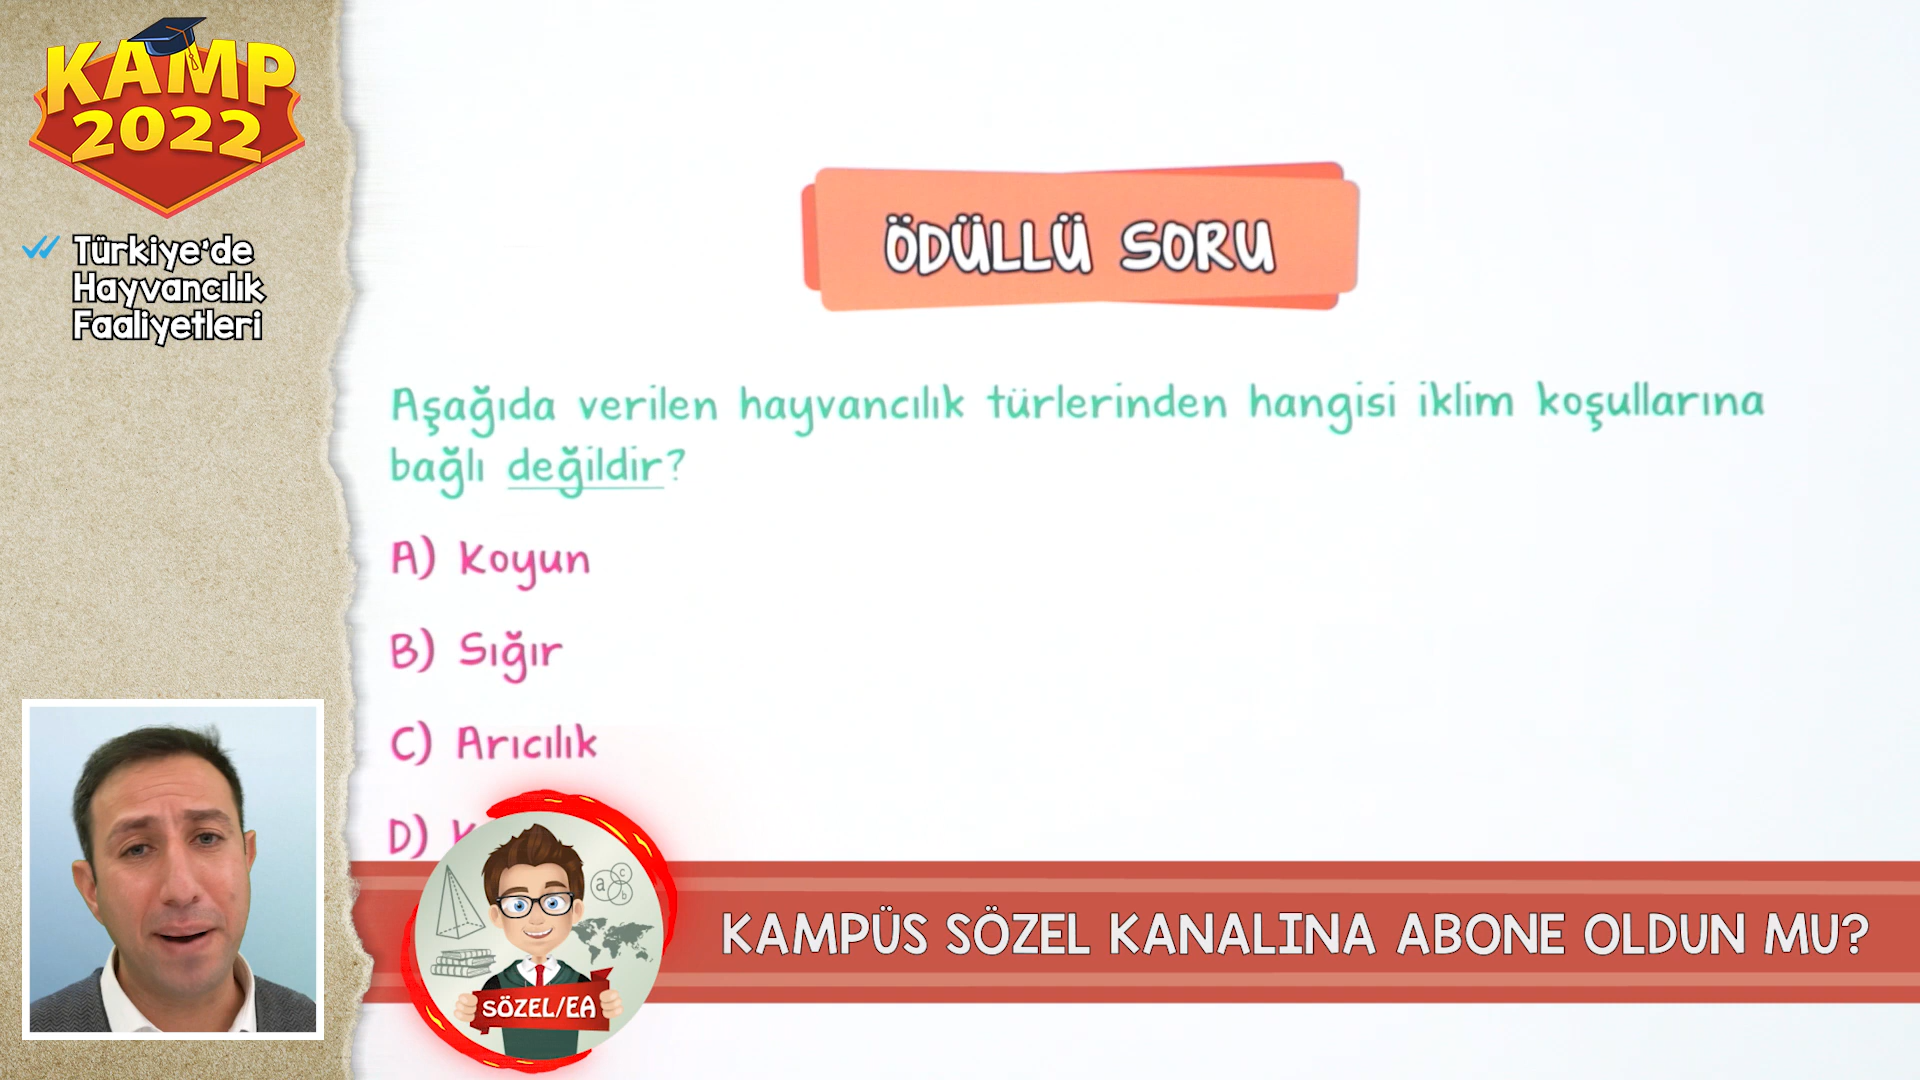 KAMP
2022
Türkiye'de
Hayvancılık
Faaliyetleri
ÖDÜLLÜ SORU
Aşağıda verilen hayvancılık türlerinden hangisi iklim koşullarına
bağlı değildir?
A) Koyun
B) Sığır
C) Arıcılık
D)
a c
b
SÖZEL/EA
KAMPÜS SÖZEL KANALINA ABONE OLDUN MU?